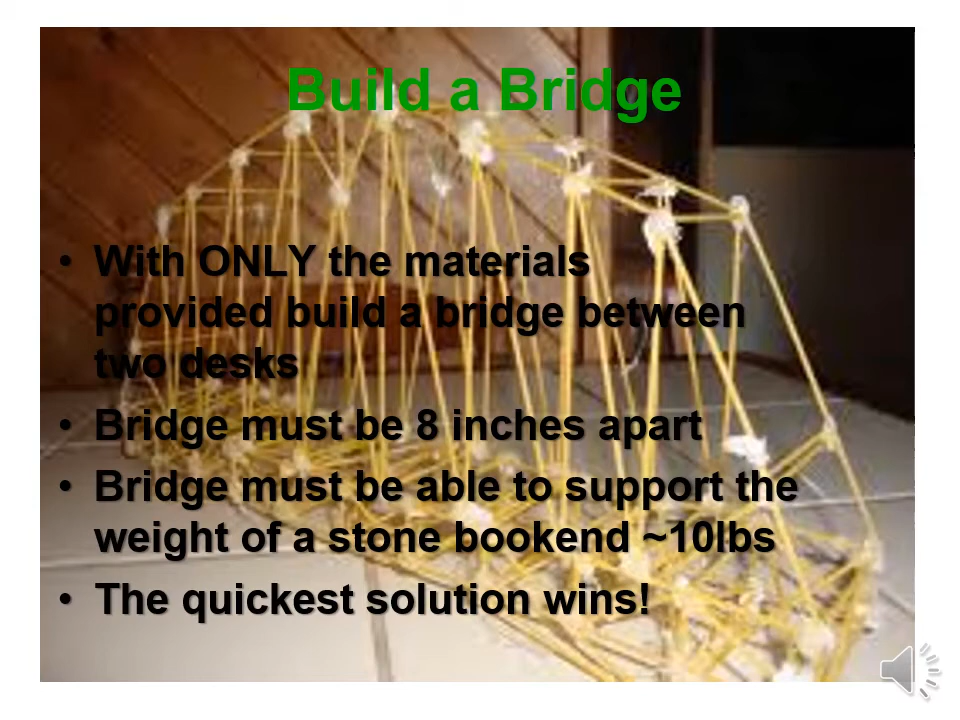 Build a Bridge
• With ONLY the materials
provided build a bridge between
two desks
• Bridge must be 8 inches apart
• Bridge must be able to support the
weight of a stone bookend ~10lbs
• The quickest solution wins!